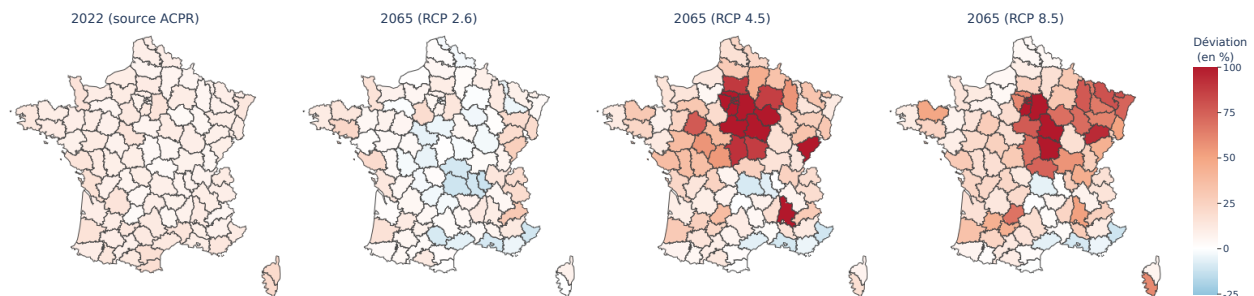 2022 (source ACPR)
2065 (RCP 2.6)
2065 (RCP 4.5)
2065 (RCP 8.5)
Déviation
(en %)
100
75
50
25
0
-25